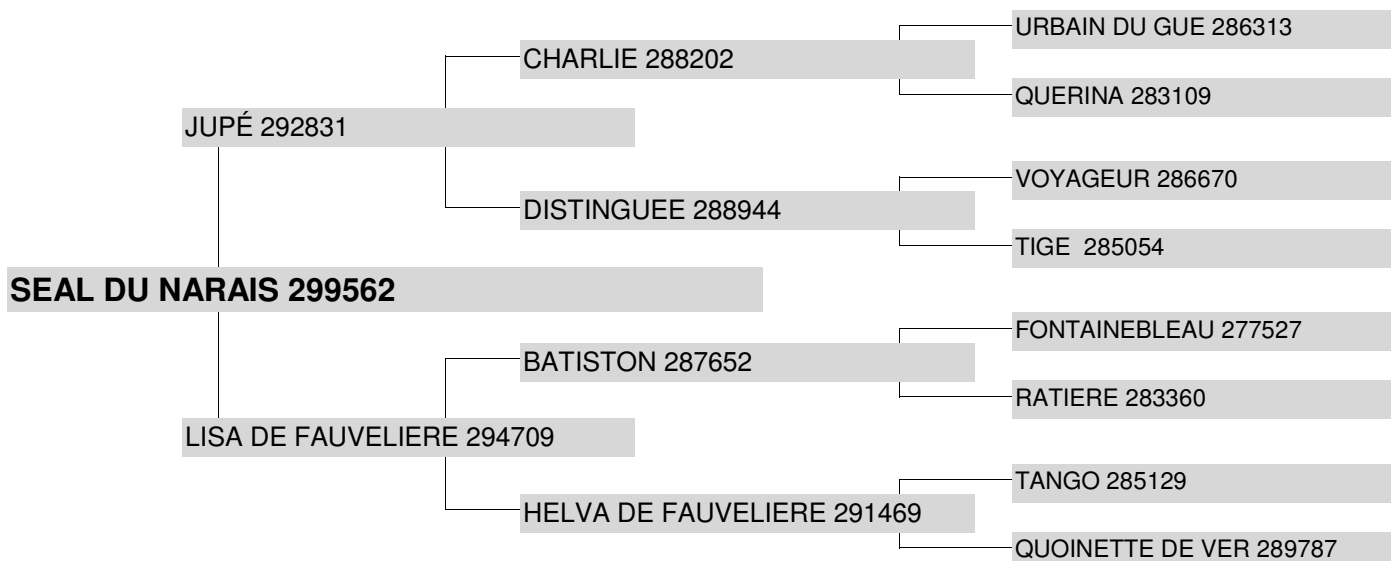 URBAIN DU GUE 286313
CHARLIE 288202
QUERINA 283109
JUPÉ 292831
VOYAGEUR 286670
DISTINGUEE 288944
TIGE 285054
SEAL DU NARAIS 299562
FONTAINEBLEAU 277527
BATISTON 287652
RATIERE 283360
LISA DE FAUVELIERE 294709
TANGO 285129
HELVA DE FAUVELIERE 291469
QUOINETTE DE VER 289787